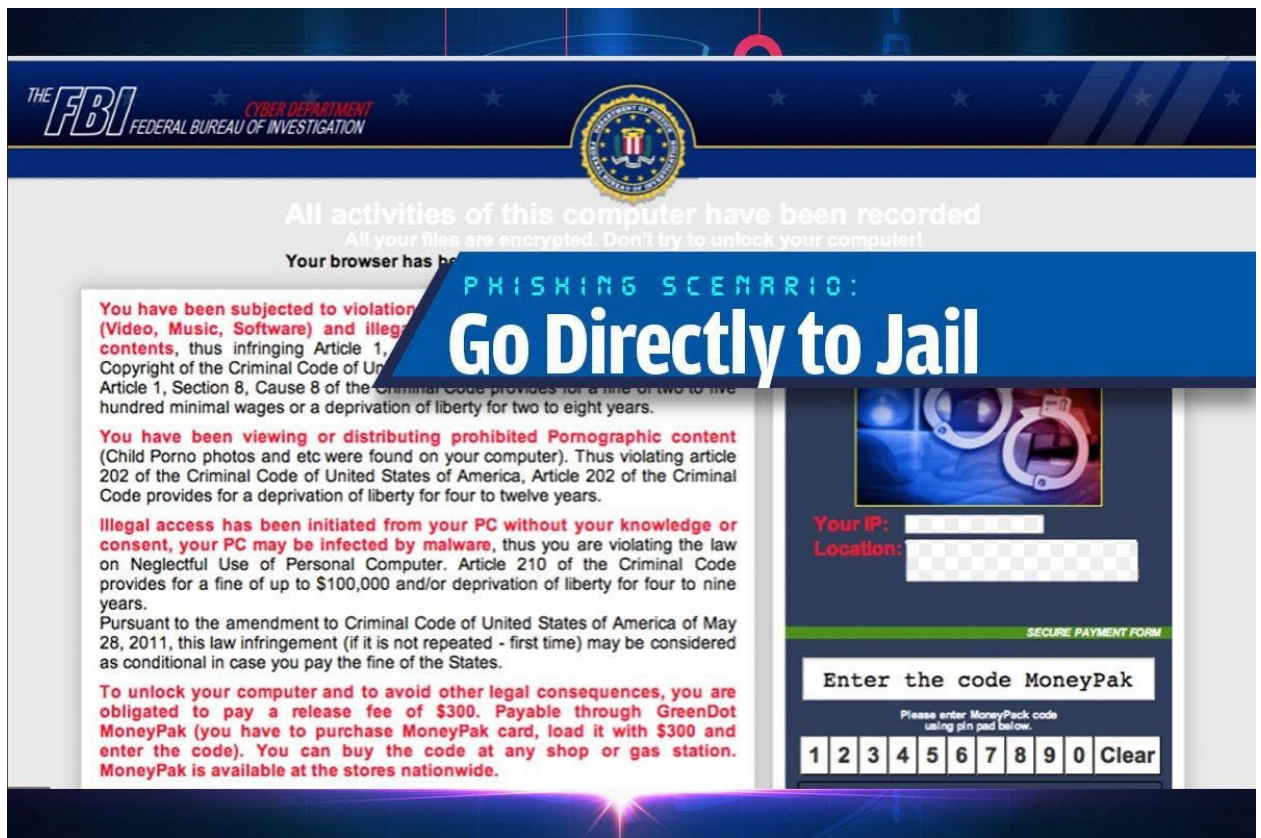 THE FBI CYBER DEPARTMENT
FEDERAL BUREAU OF INVESTIGATION
DEPARTMENT OF JUSTICE
FEDERAL BUREAU OF INVESTIGATION
All activities of this computer have been recorded
All your files are encrypted. Don't try to unlock your computer!
Your browser has
PHISHING SCENARIO:
Go Directly to Jail
You have been subjected to violation
(Video, Music, Software) and
contents, thus infringing Article 1,
Copyright of the Criminal Code of
Article 1, Section 8, Cause 8 of the Criminal Code provides for a fine of two to five
hundred minimal wages or a deprivation of liberty for two to eight years.
You have been viewing or distributing prohibited Pornographic content
(Child Porno photos and etc were found on your computer). Thus violating article
202 of the Criminal Code of United States of America, Article 202 of the Criminal
Code provides for a deprivation of liberty for four to twelve years.
Illegal access has been initiated from your PC without your knowledge or
consent, your PC may be infected by malware, thus you are violating the law
on Neglectful Use of Personal Computer. Article 210 of the Criminal Code
provides for a fine of up to $100,000 and/or deprivation of liberty for four to nine
years.
Pursuant to the amendment to Criminal Code of United States of America of May
28, 2011, this law infringement (if it is not repeated - first time) may be considered
as conditional in case you pay the fine of the States.
To unlock your computer and to avoid other legal consequences, you are
obligated to pay a release fee of $300. Payable through GreenDot
MoneyPak (you have to purchase MoneyPak card, load it with $300 and
enter the code). You can buy the code at any shop or gas station.
MoneyPak is available at the stores nationwide.
Your IP:
Location:
SECURE PAYMENT FORM
Enter the code MoneyPak
Please enter MoneyPack code
using pin pad below.
1 2 3 4 5 6 7 8 9 0 Clear